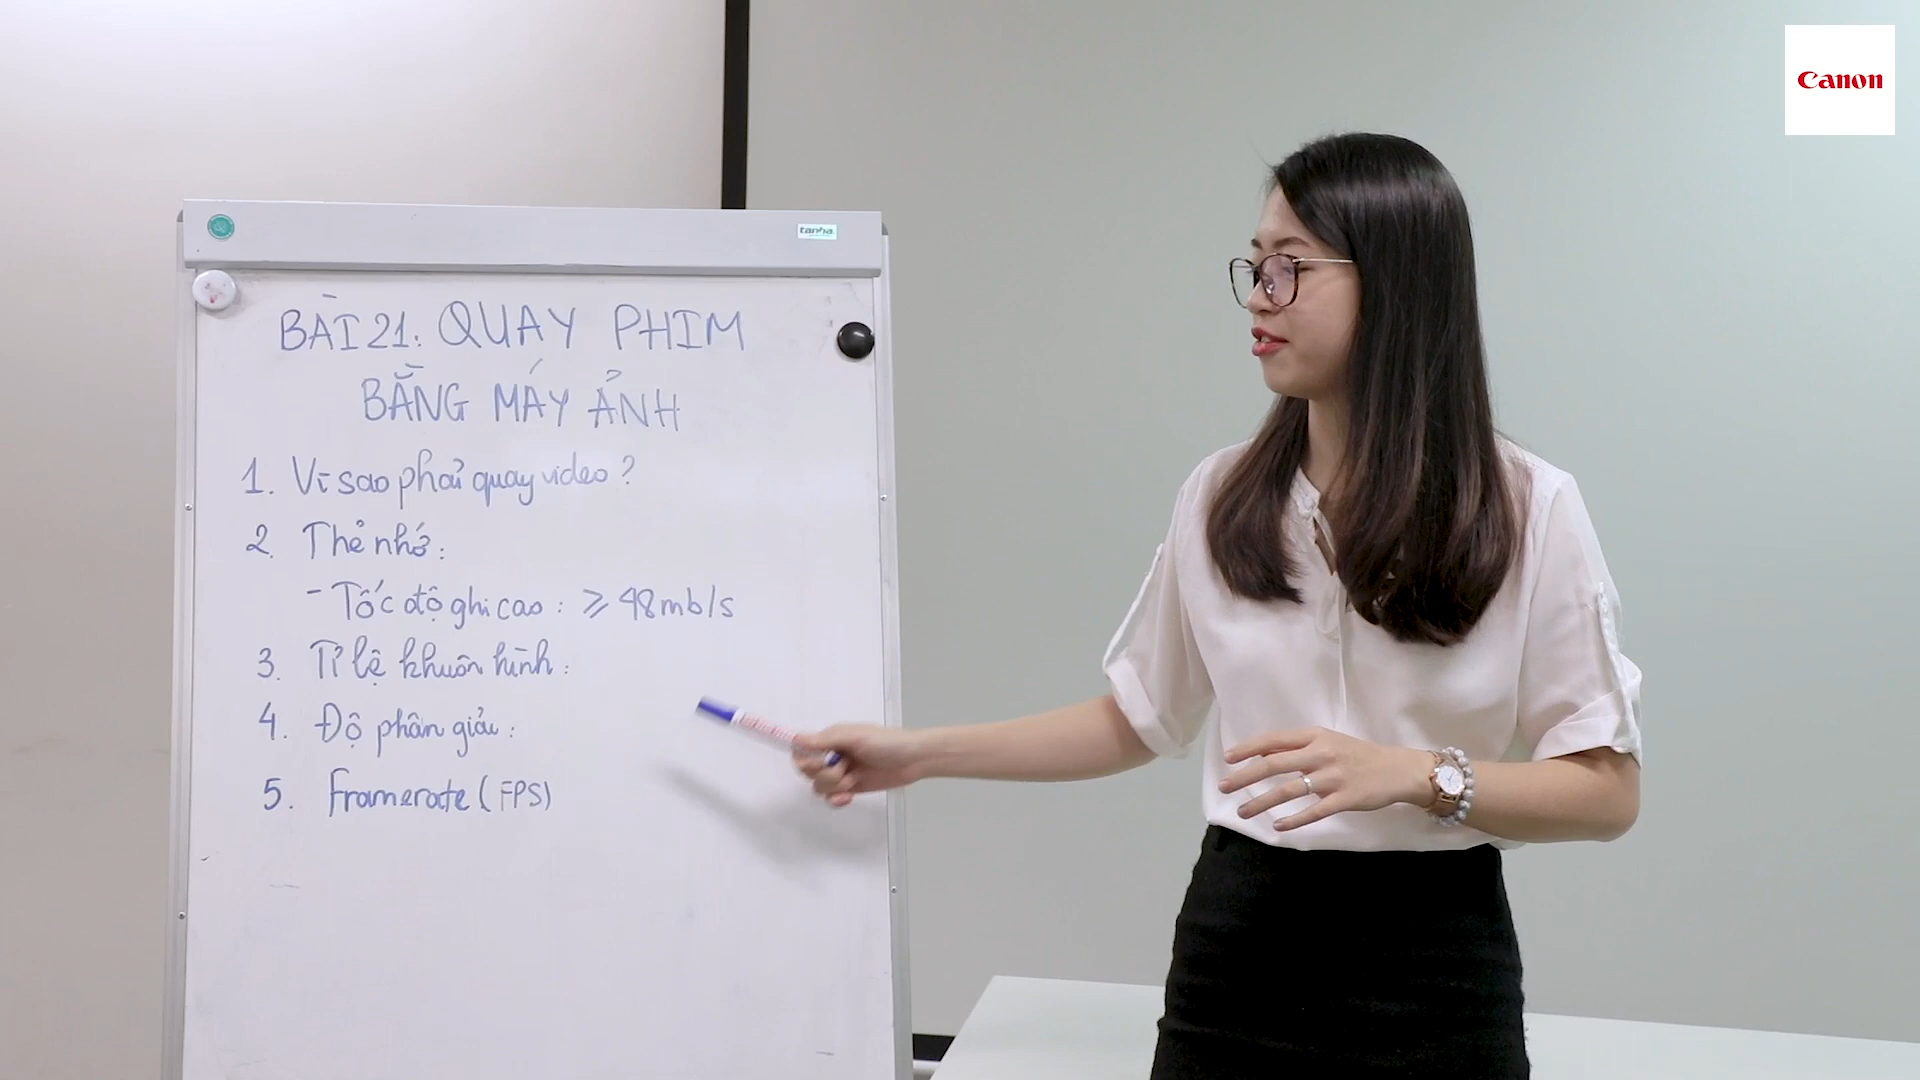 Canon
tanha
BÀI 21: QUAY PHIM
BẰNG MÁY ẢNH
1. Vì sao phải quay video?
2. Thẻ nhớ:
- Tốc độ ghi cao: ≥ 48mb/s
3. Tỉ lệ khuôn hình:
4. Độ phân giải:
5. Framerate (FPS)